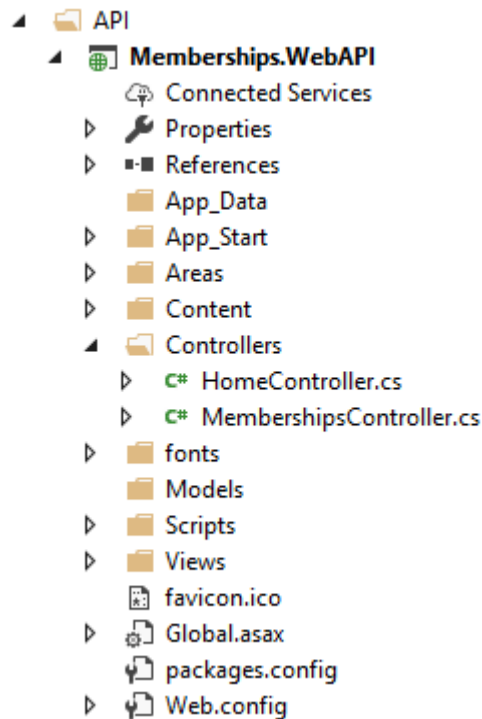 API
Memberships.WebAPI
Connected Services
Properties
References
App_Data
App_Start
Areas
Content
Controllers
C# HomeController.cs
C# MembershipsController.cs
fonts
Models
Scripts
Views
favicon.ico
Global.asax
packages.config
Web.config